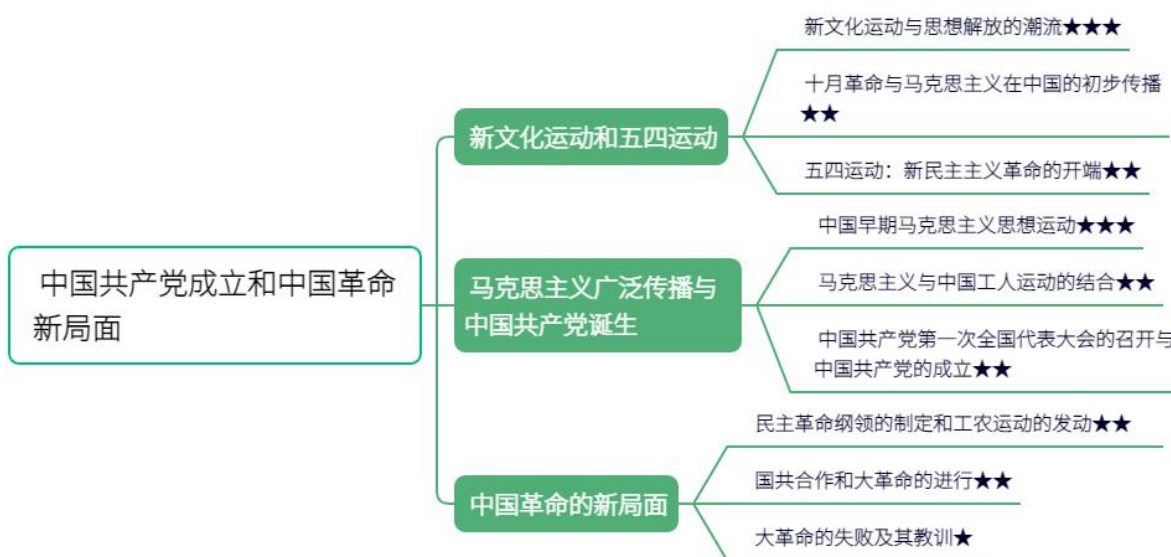 中国共产党成立和中国革命
新局面
新文化运动和五四运动
新文化运动与思想解放的潮流★★★
十月革命与马克思主义在中国的初步传播
★★
五四运动：新民主主义革命的开端★★
马克思主义广泛传播与
中国共产党诞生
中国早期马克思主义思想运动★★★
马克思主义与中国工人运动的结合★★
中国共产党第一次全国代表大会的召开与
中国共产党的成立★★
中国革命的新局面
民主革命纲领的制定和工农运动的发动★★
国共合作和大革命的进行★★
大革命的失败及其教训★